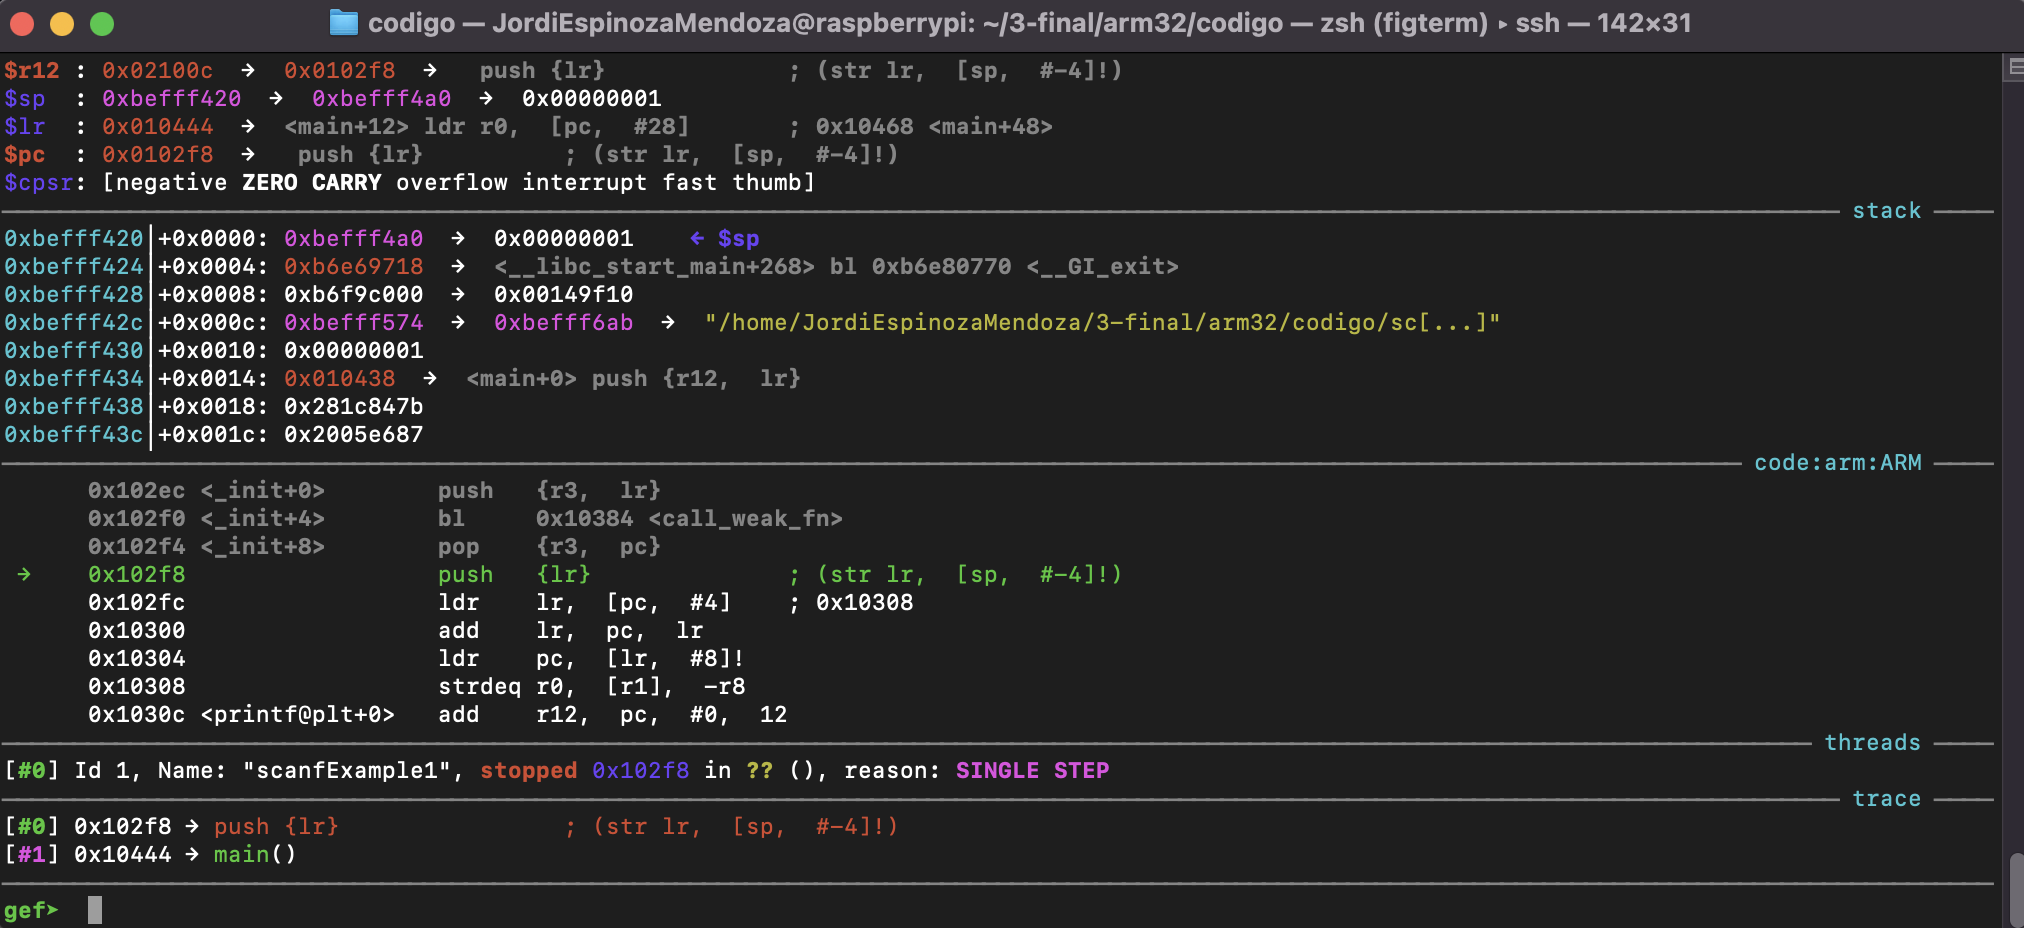 codigo — JordiEspinozaMendoza@raspberrypi: ~/3-final/arm32/codigo — zsh (figterm) ▸ ssh — 142×31
$r12 : 0x02100c → 0x0102f8 → push {lr} ; (str lr, [sp, #-4]!)
$sp : 0xbefff420 → 0xbefff4a0 → 0x00000001
$lr : 0x010444 → <main+12> ldr r0, [pc, #28] ; 0x10468 <main+48>
$pc : 0x0102f8 → push {lr} ; (str lr, [sp, #-4]!)
$cpsr: [negative ZERO CARRY overflow interrupt fast thumb]
stack
0xbefff420│+0x0000: 0xbefff4a0 → 0x00000001 ← $sp
0xbefff424│+0x0004: 0xb6e69718 → <__libc_start_main+268> bl 0xb6e80770 <__GI_exit>
0xbefff428│+0x0008: 0xb6f9c000 → 0x00149f10
0xbefff42c│+0x000c: 0xbefff574 → 0xbefff6ab → "/home/JordiEspinozaMendoza/3-final/arm32/codigo/sc[...]"
0xbefff430│+0x0010: 0x00000001
0xbefff434│+0x0014: 0x010438 → <main+0> push {r12, lr}
0xbefff438│+0x0018: 0x281c847b
0xbefff43c│+0x001c: 0x2005e687
code:arm:ARM
0x102ec <_init+0> push {r3, lr}
0x102f0 <_init+4> bl 0x10384 <call_weak_fn>
0x102f4 <_init+8> pop {r3, pc}
→ 0x102f8 push {lr} ; (str lr, [sp, #-4]!)
0x102fc ldr lr, [pc, #4] ; 0x10308
0x10300 add lr, pc, lr
0x10304 ldr pc, [lr, #8]!
0x10308 strdeq r0, [r1], -r8
0x1030c <printf@plt+0> add r12, pc, #0, 12
threads
[#0] Id 1, Name: "scanfExample1", stopped 0x102f8 in ?? (), reason: SINGLE STEP
trace
[#0] 0x102f8 → push {lr} ; (str lr, [sp, #-4]!)
[#1] 0x10444 → main()
gef➤